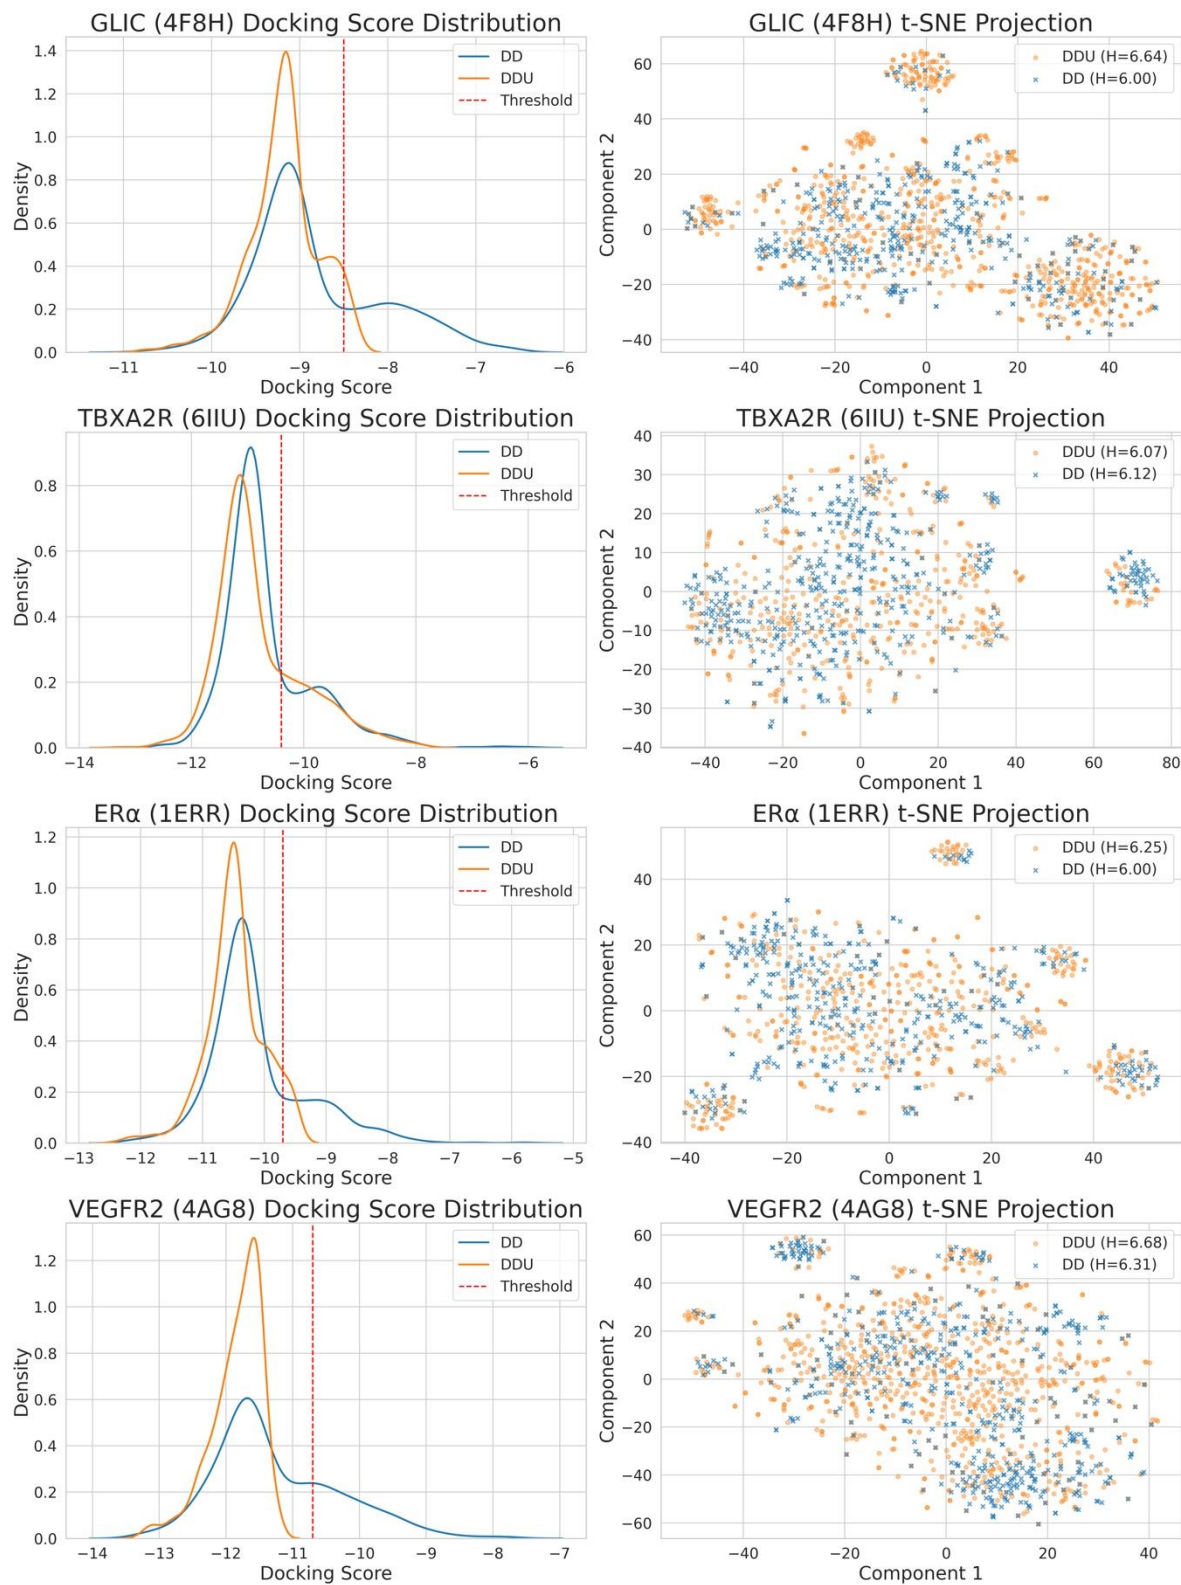 GLIC (4F8H) Docking Score Distribution
DD
DDU
Threshold
Density
1.4
1.2
1.0
0.8
0.6
0.4
0.2
0.0
−11 −10 −9 −8 −7 −6
Docking Score
GLIC (4F8H) t-SNE Projection
DDU (H=6.64)
DD (H=6.00)
Component 2
60
40
20
0
−20
−40
−40 −20 0 20 40
Component 1
TBXA2R (6IIU) Docking Score Distribution
DD
DDU
Threshold
Density
0.8
0.6
0.4
0.2
0.0
−14 −12 −10 −8 −6
Docking Score
TBXA2R (6IIU) t-SNE Projection
DDU (H=6.07)
DD (H=6.12)
Component 2
40
30
20
10
0
−10
−20
−30
−40
−40 −20 0 20 40 60 80
Component 1
ERα (1ERR) Docking Score Distribution
DD
DDU
Threshold
Density
1.2
1.0
0.8
0.6
0.4
0.2
0.0
−13 −12 −11 −10 −9 −8 −7 −6 −5
Docking Score
ERα (1ERR) t-SNE Projection
DDU (H=6.25)
DD (H=6.00)
Component 2
40
20
0
−20
−40
−40 −20 0 20 40
Component 1
VEGFR2 (4AG8) Docking Score Distribution
DD
DDU
Threshold
Density
1.2
1.0
0.8
0.6
0.4
0.2
0.0
−14 −13 −12 −11 −10 −9 −8 −7
Docking Score
VEGFR2 (4AG8) t-SNE Projection
DDU (H=6.68)
DD (H=6.31)
Component 2
60
40
20
0
−20
−40
−60
−40 −20 0 20 40
Component 1